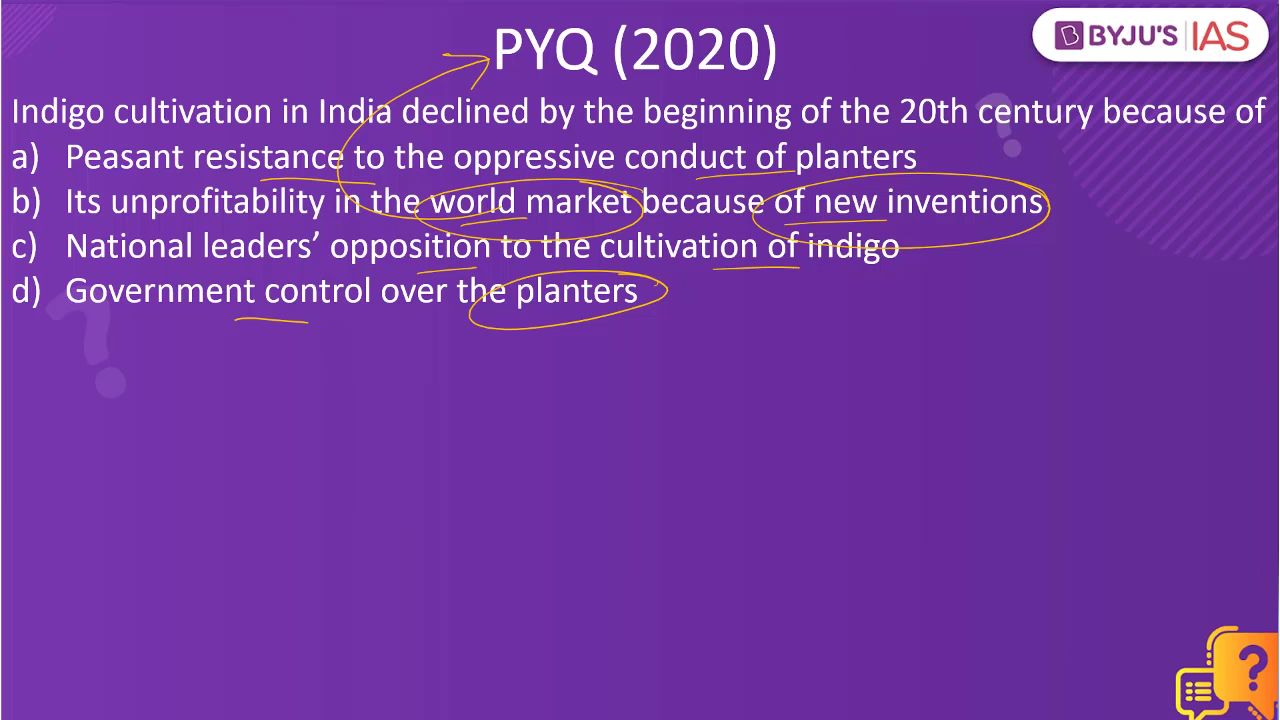 PYQ (2020)
BYJU'S IAS
Indigo cultivation in India declined by the beginning of the 20th century because of
a) Peasant resistance to the oppressive conduct of planters
b) Its unprofitability in the world market because of new inventions
c) National leaders’ opposition to the cultivation of indigo
d) Government control over the planters